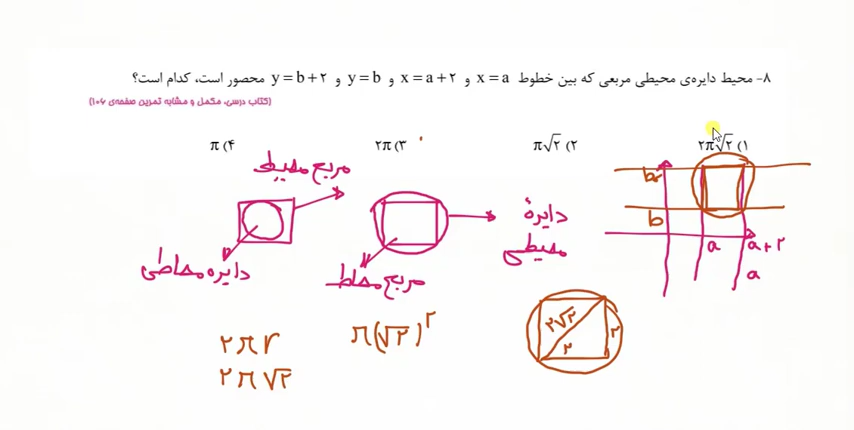 ۸- محیط دایره‌ی محیطی مربعی که بین خطوط x = a و x = a + ۲ و y = b و y = b + ۲ محصور است، کدام است؟
(کتاب درسی، مکمل و مشابه تمرین صفحه‌ی ۱۰۶)
۱) ۲π√۲
۲) π√۲
۳) ۲π
۴) π
مربع محیطی
دایره محاطی
مربع محاط
دایرهٔ
محیطی
b
a
a+۲
a
۲√۲
۲
۲
π(√۲)²
۲πr
۲π√۲